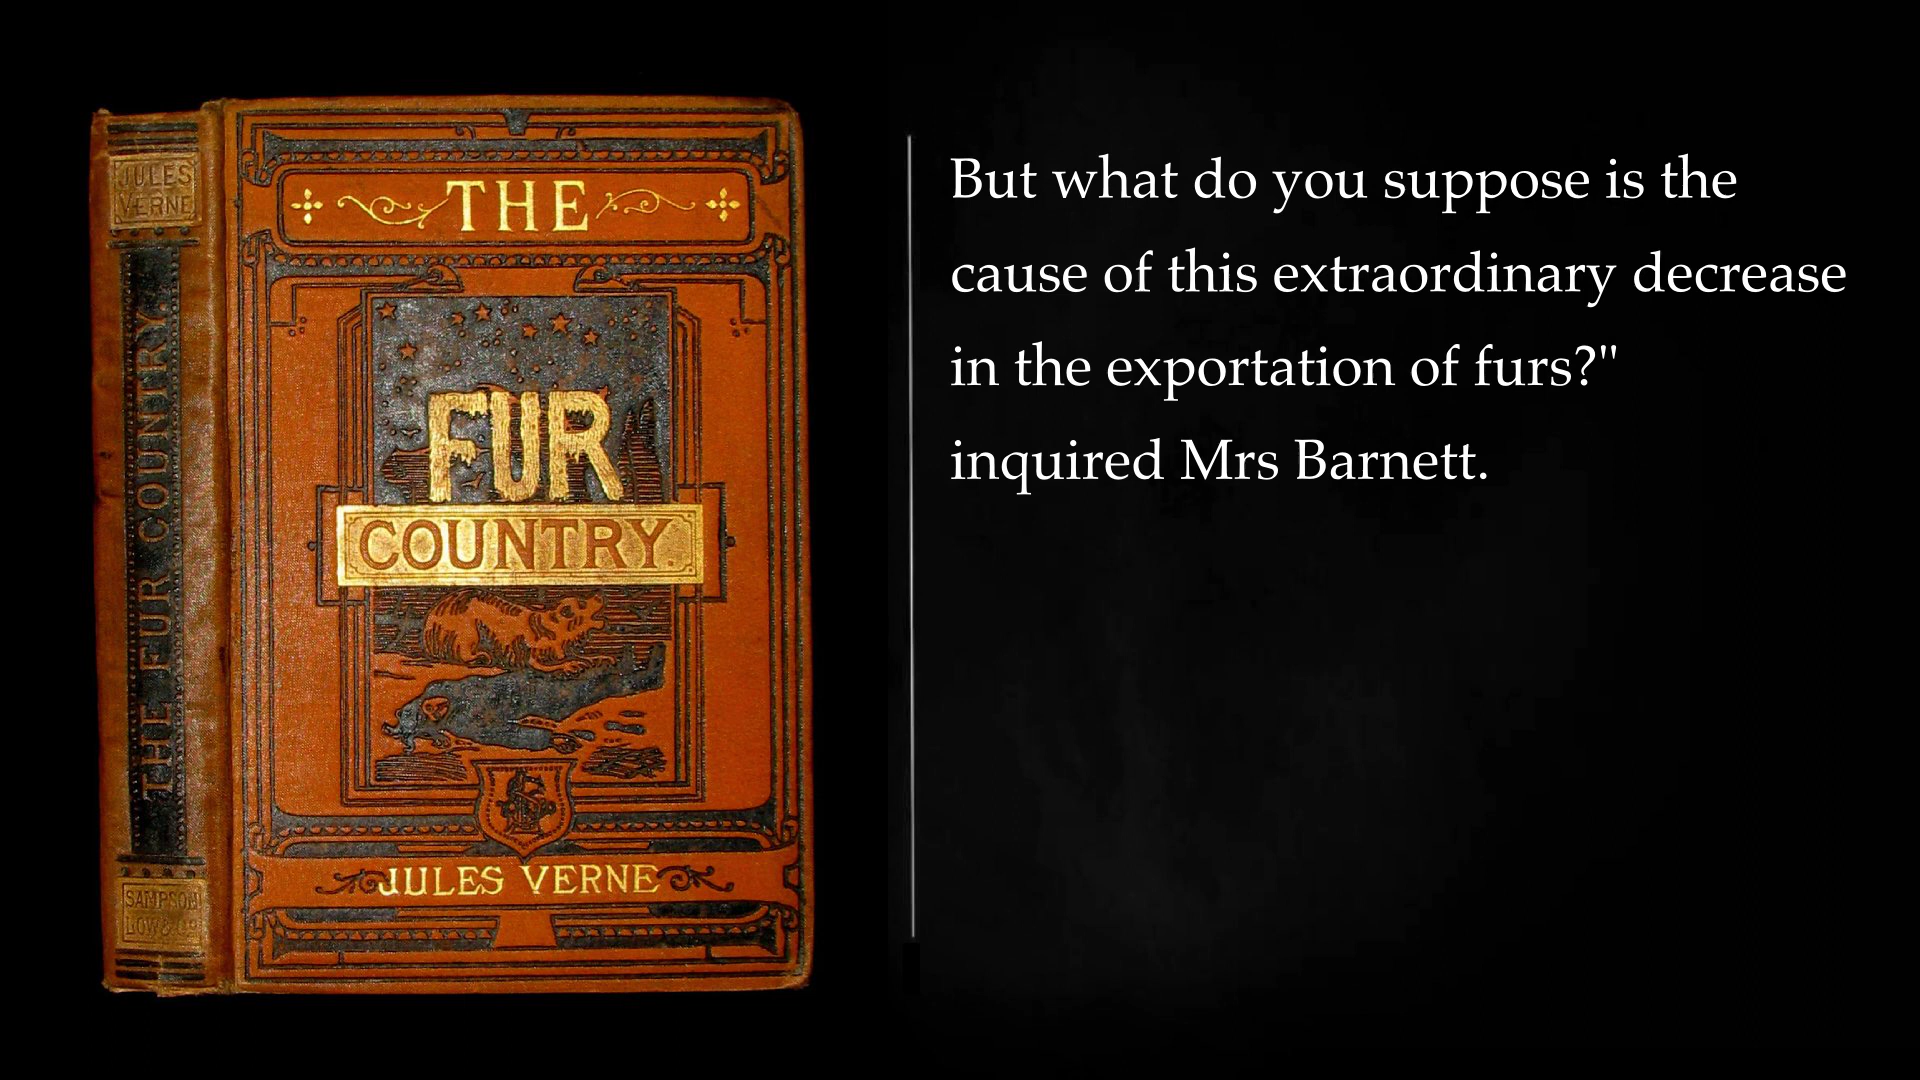 JULES
VERNE
THE FUR COUNTRY.
SAMPSON
LOW & Co
THE
FUR
COUNTRY.
JULES VERNE
But what do you suppose is the
cause of this extraordinary decrease
in the exportation of furs?"
inquired Mrs Barnett.